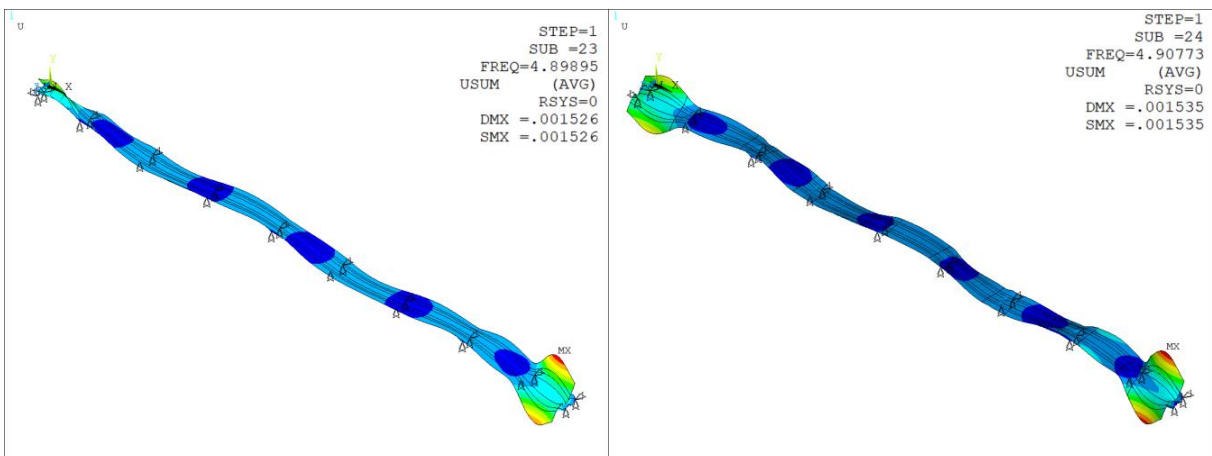 1
U
STEP=1
SUB =23
FREQ=4.89895
USUM (AVG)
RSYS=0
DMX =.001526
SMX =.001526
Y
X
MX
1
U
STEP=1
SUB =24
FREQ=4.90773
USUM (AVG)
RSYS=0
DMX =.001535
SMX =.001535
Y
X
MX